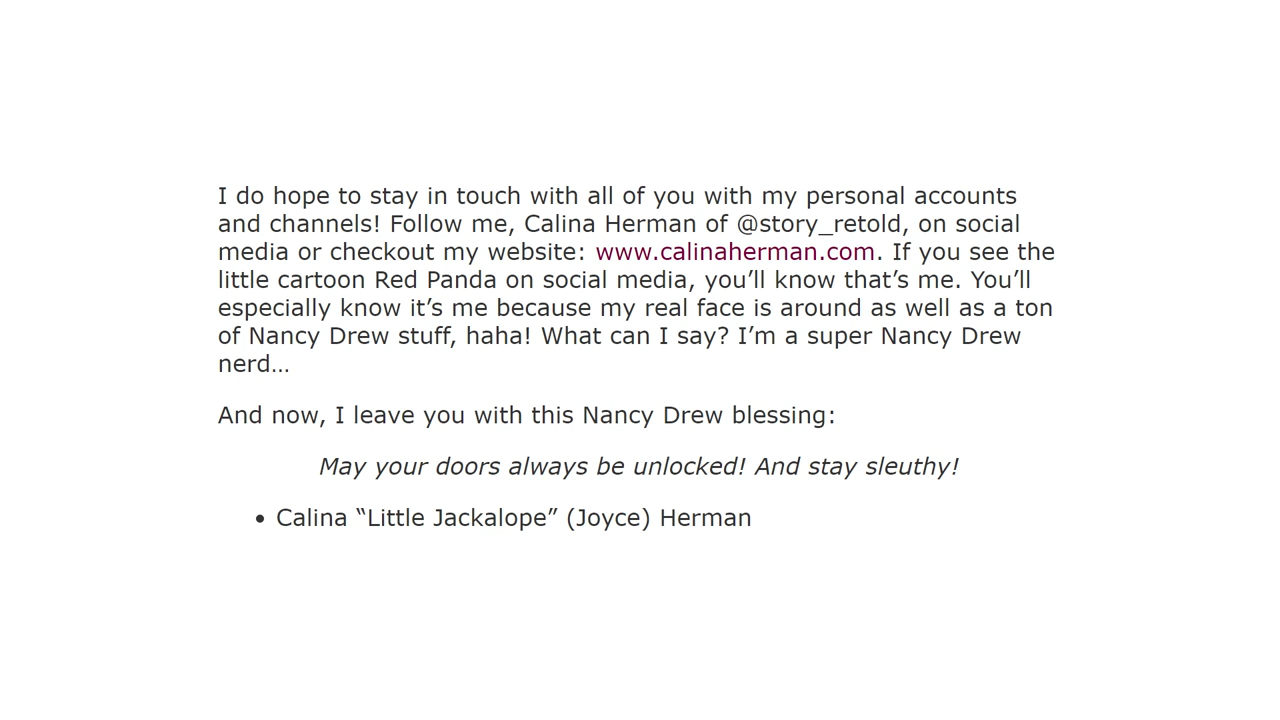 I do hope to stay in touch with all of you with my personal accounts
and channels! Follow me, Calina Herman of @story_retold, on social
media or checkout my website: www.calinaherman.com. If you see the
little cartoon Red Panda on social media, you’ll know that’s me. You’ll
especially know it’s me because my real face is around as well as a ton
of Nancy Drew stuff, haha! What can I say? I’m a super Nancy Drew
nerd…
And now, I leave you with this Nancy Drew blessing:
May your doors always be unlocked! And stay sleuthy!
• Calina “Little Jackalope” (Joyce) Herman